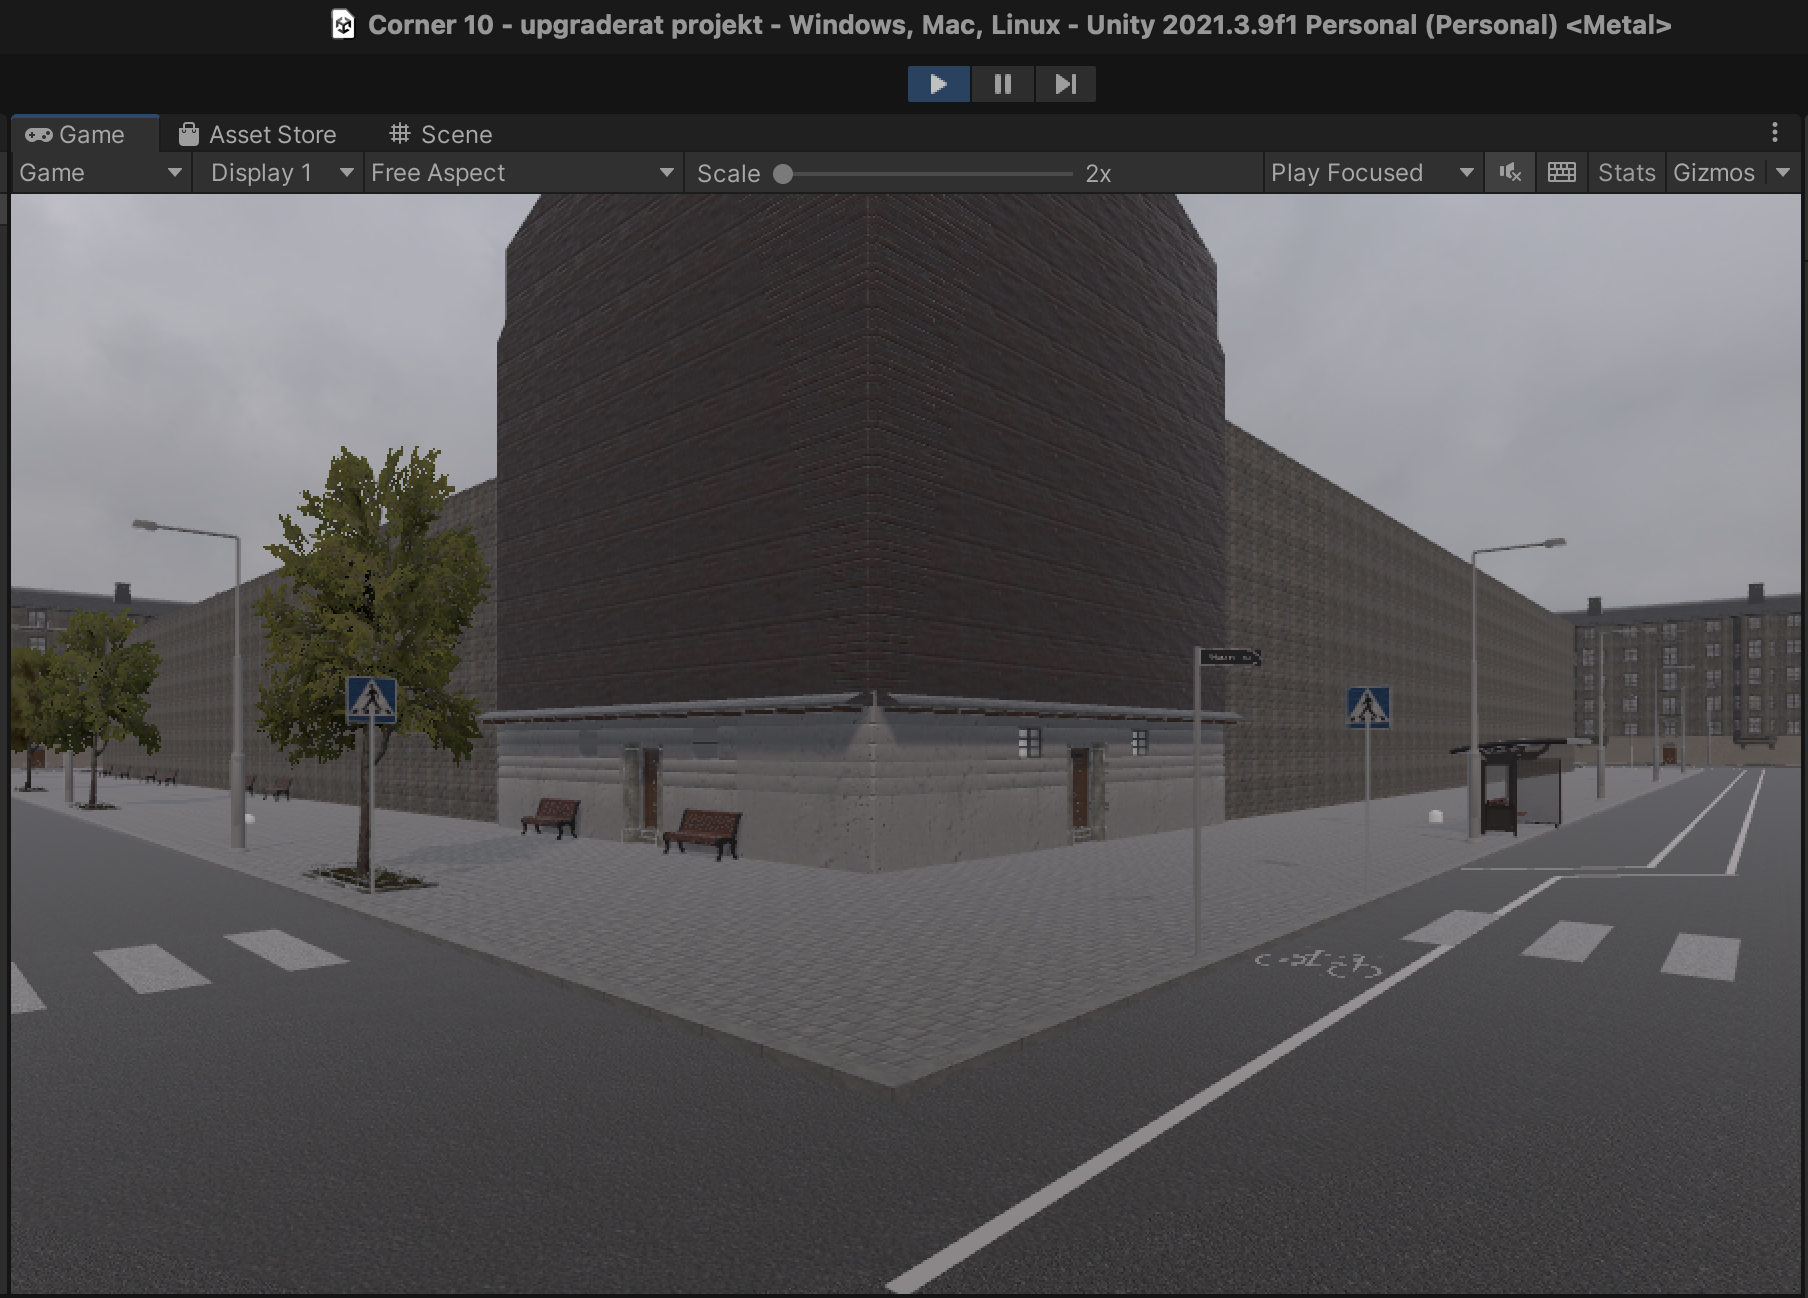 Corner 10 - upgraderat projekt - Windows, Mac, Linux - Unity 2021.3.9f1 Personal (Personal) <Metal>
Game
Asset Store
Scene
Game
Display 1
Free Aspect
Scale
2x
Play Focused
Stats
Gizmos